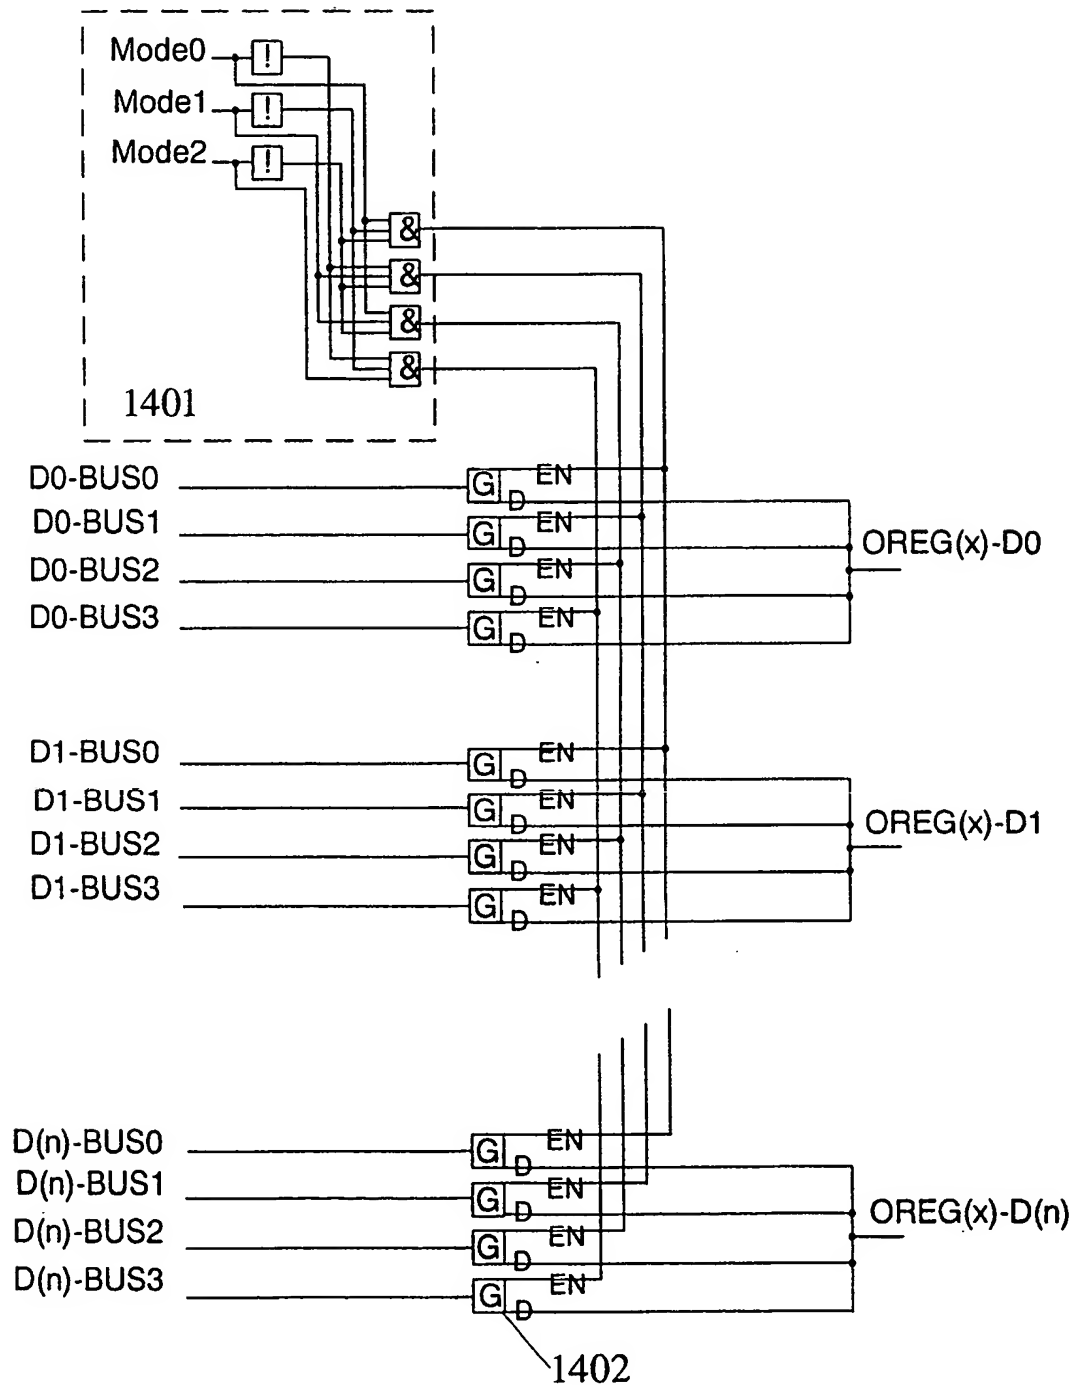 Mode0 !
Mode1 !
Mode2 !
&
&
&
&
1401
D0-BUS0 G EN D
D0-BUS1 G EN D
D0-BUS2 G EN D
D0-BUS3 G EN D
OREG(x)-D0
D1-BUS0 G EN D
D1-BUS1 G EN D
D1-BUS2 G EN D
D1-BUS3 G EN D
OREG(x)-D1
D(n)-BUS0 G EN D
D(n)-BUS1 G EN D
D(n)-BUS2 G EN D
D(n)-BUS3 G EN D
OREG(x)-D(n)
1402